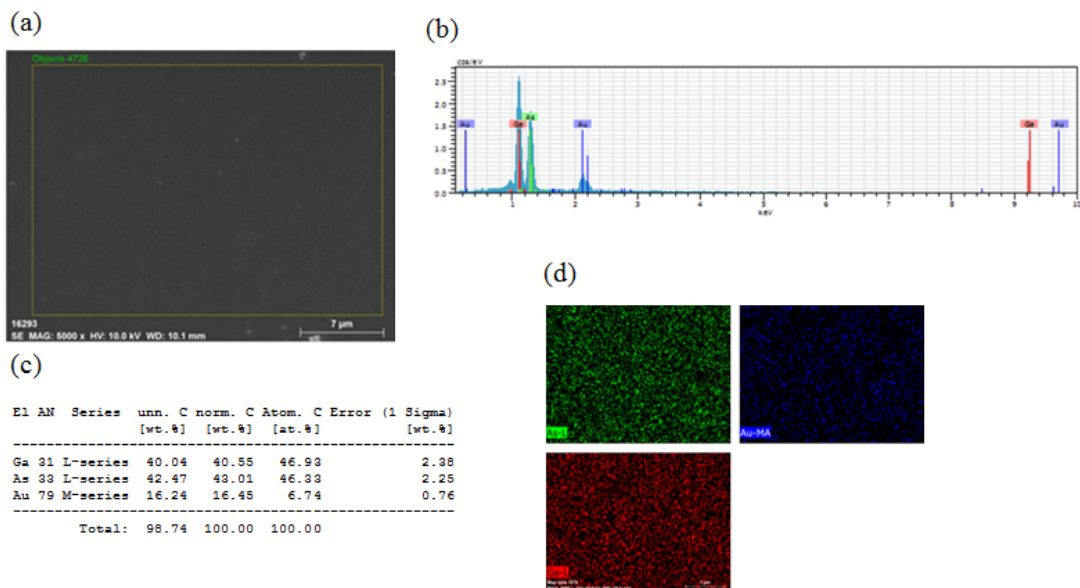 (a)
Objects 4726
16293
SE MAG: 5000 x HV: 10.0 kV WD: 10.1 mm
7 µm
(b)
cps/eV
Au Ga As Au Ga Au
2.5
2.0
1.5
1.0
0.5
0.0
1 2 3 4 5 6 7 8 9 10
keV
(c)
El AN Series unn. C norm. C Atom. C Error (1 Sigma)
[wt.%] [wt.%] [at.%] [wt.%]
Ga 31 L-series 40.04 40.55 46.93 2.38
As 33 L-series 42.47 43.01 46.33 2.25
Au 79 M-series 16.24 16.45 6.74 0.76
Total: 98.74 100.00 100.00
(d)
As-L
Au-MA
Ga-L